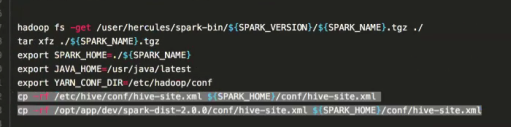 hadoop fs -get /user/hercules/spark-bin/${SPARK_VERSION}/${SPARK_NAME}.tgz ./
tar xfz ./${SPARK_NAME}.tgz
export SPARK_HOME=./${SPARK_NAME}
export JAVA_HOME=/usr/java/latest
export YARN_CONF_DIR=/etc/hadoop/conf
cp /etc/hive/conf/hive-site.xml ${SPARK_HOME}/conf/hive-site.xml
cp /opt/app/dev/spark-dist-2.0.0/conf/hive-site.xml ${SPARK_HOME}/conf/hive-site.xml